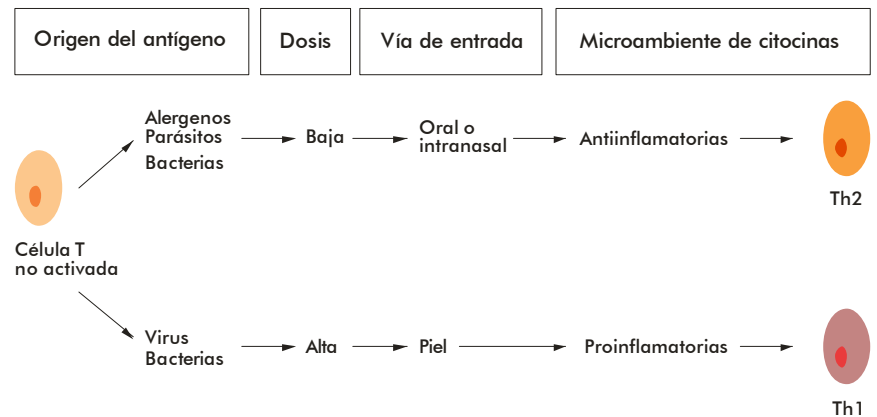 Origen del antígeno
Dosis
Vía de entrada
Microambiente de citocinas
Alergenos
Parásitos
Bacterias
Baja
Oral o
intranasal
Antiinflamatorias
Th2
Célula T
no activada
Virus
Bacterias
Alta
Piel
Proinflamatorias
Th1